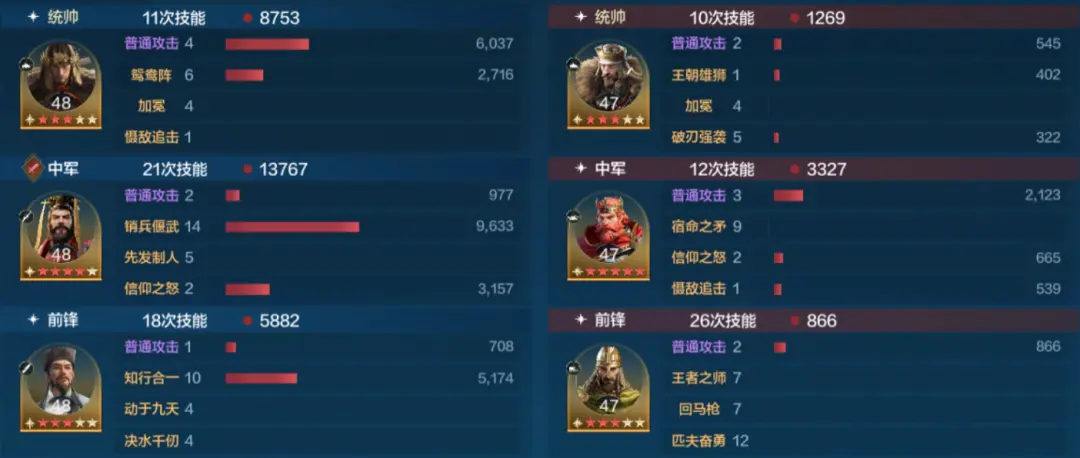 统帅 11次技能 8753
普通攻击 4 6,037
鸳鸯阵 6 2,716
48
加冕 4
慑敌追击 1
中军 21次技能 13767
普通攻击 2 977
销兵偃武 14 9,633
48
先发制人 5
信仰之怒 2 3,157
前锋 18次技能 5882
普通攻击 1 708
知行合一 10 5,174
48
动于九天 4
决水千仞 4
统帅 10次技能 1269
普通攻击 2 545
王朝雄狮 1 402
47
加冕 4
破刃强袭 5 322
中军 12次技能 3327
普通攻击 3 2,123
宿命之矛 9
47
信仰之怒 2 665
慑敌追击 1 539
前锋 26次技能 866
普通攻击 2 866
王者之师 7
47
回马枪 7
匹夫奋勇 12